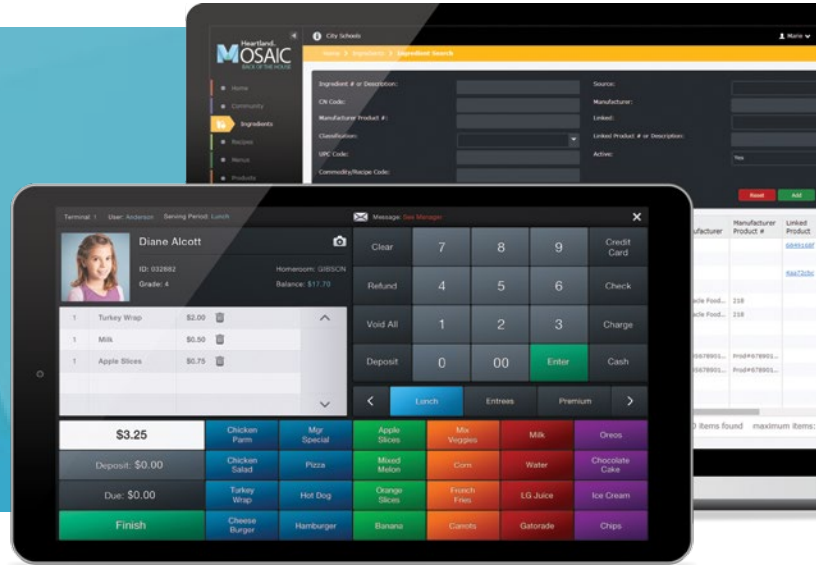 Heartland
MOSAIC
BACK OF THE HOUSE
City Schools
Marie
Home > Ingredients > Ingredient Search
Home
Community
Ingredients
Recipes
Menus
Products
Ingredient # or Description:
CN Code:
Manufacturer Product #:
Classification:
UPC Code:
Commodity/Recipe Code:
Source:
Manufacturer:
Linked:
Linked Product # or Description:
Active:
Yes
Reset
Add
Manufacturer
Product #
Linked
Product
218
218
Prod#678901...
Prod#678901...
items found
maximum items:
Terminal 1
User: Anderson
Serving Period: Lunch
Message: See Manager
Diane Alcott
ID: 032882
Homeroom: GIBSON
Grade: 4
Balance: $17.70
1 Turkey Wrap $2.00
1 Milk $0.50
1 Apple Slices $0.75
Clear 7 8 9 Credit Card
Refund 4 5 6 Check
Void All 1 2 3 Charge
Deposit 0 00 Enter Cash
Lunch Entrees Premium
$3.25
Deposit: $0.00
Due: $0.00
Finish
Chicken Parm
Mgr Special
Apple Slices
Mix Veggies
Milk
Oreos
Chicken Salad
Pizza
Mixed Melon
Corn
Water
Chocolate Cake
Turkey Wrap
Hot Dog
Orange Slices
French Fries
LG Juice
Ice Cream
Cheese Burger
Hamburger
Banana
Carrots
Gatorade
Chips